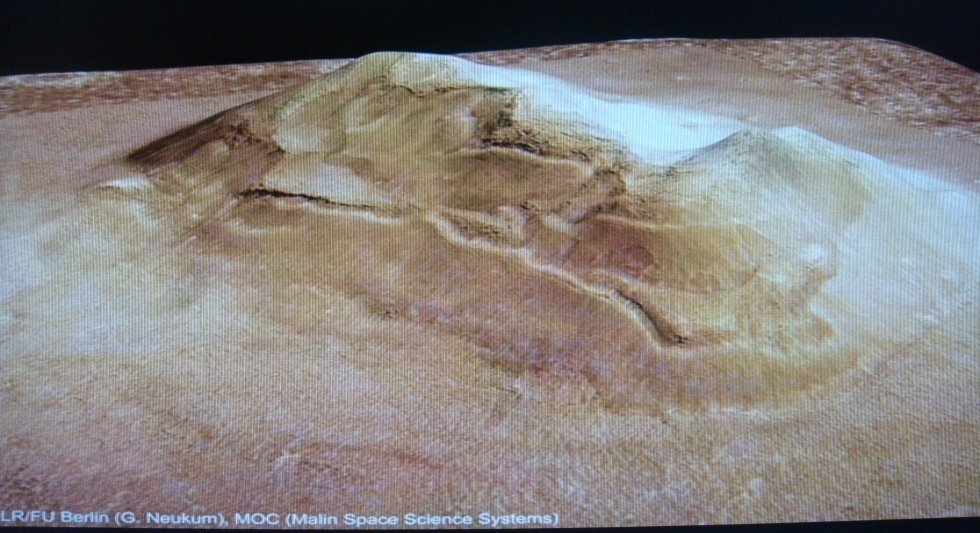 LR/FU Berlin (G. Neukum), MOC (Malin Space Science Systems)